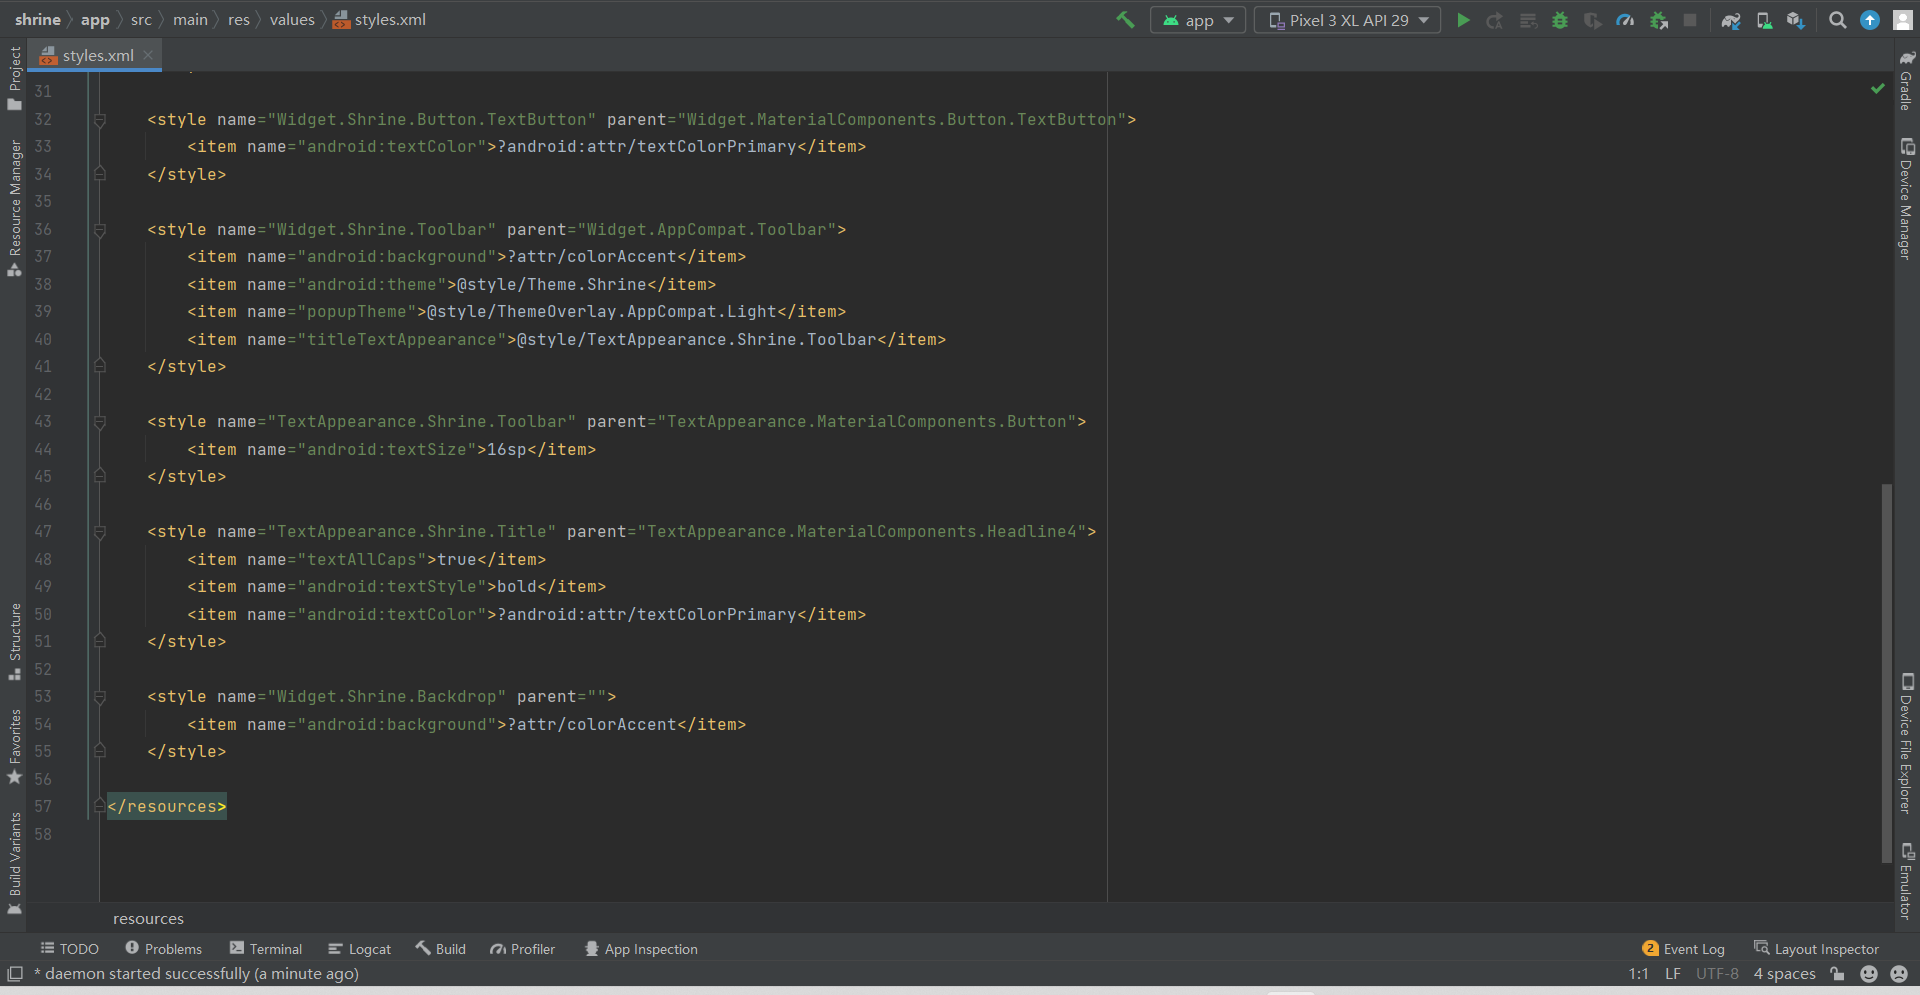 shrine app src main res values styles.xml
app Pixel 3 XL API 29
styles.xml
31
32 <style name="Widget.Shrine.Button.TextButton" parent="Widget.MaterialComponents.Button.TextButton">
33 <item name="android:textColor">?android:attr/textColorPrimary</item>
34 </style>
35
36 <style name="Widget.Shrine.Toolbar" parent="Widget.AppCompat.Toolbar">
37 <item name="android:background">?attr/colorAccent</item>
38 <item name="android:theme">@style/Theme.Shrine</item>
39 <item name="popupTheme">@style/ThemeOverlay.AppCompat.Light</item>
40 <item name="titleTextAppearance">@style/TextAppearance.Shrine.Toolbar</item>
41 </style>
42
43 <style name="TextAppearance.Shrine.Toolbar" parent="TextAppearance.MaterialComponents.Button">
44 <item name="android:textSize">16sp</item>
45 </style>
46
47 <style name="TextAppearance.Shrine.Title" parent="TextAppearance.MaterialComponents.Headline4">
48 <item name="textAllCaps">true</item>
49 <item name="android:textStyle">bold</item>
50 <item name="android:textColor">?android:attr/textColorPrimary</item>
51 </style>
52
53 <style name="Widget.Shrine.Backdrop" parent="">
54 <item name="android:background">?attr/colorAccent</item>
55 </style>
56
57 </resources>
58
resources
Project
Resource Manager
Structure
Favorites
Build Variants
Gradle
Device Manager
Device File Explorer
Emulator
TODO Problems Terminal Logcat Build Profiler App Inspection 2 Event Log Layout Inspector
* daemon started successfully (a minute ago) 1:1 LF UTF-8 4 spaces